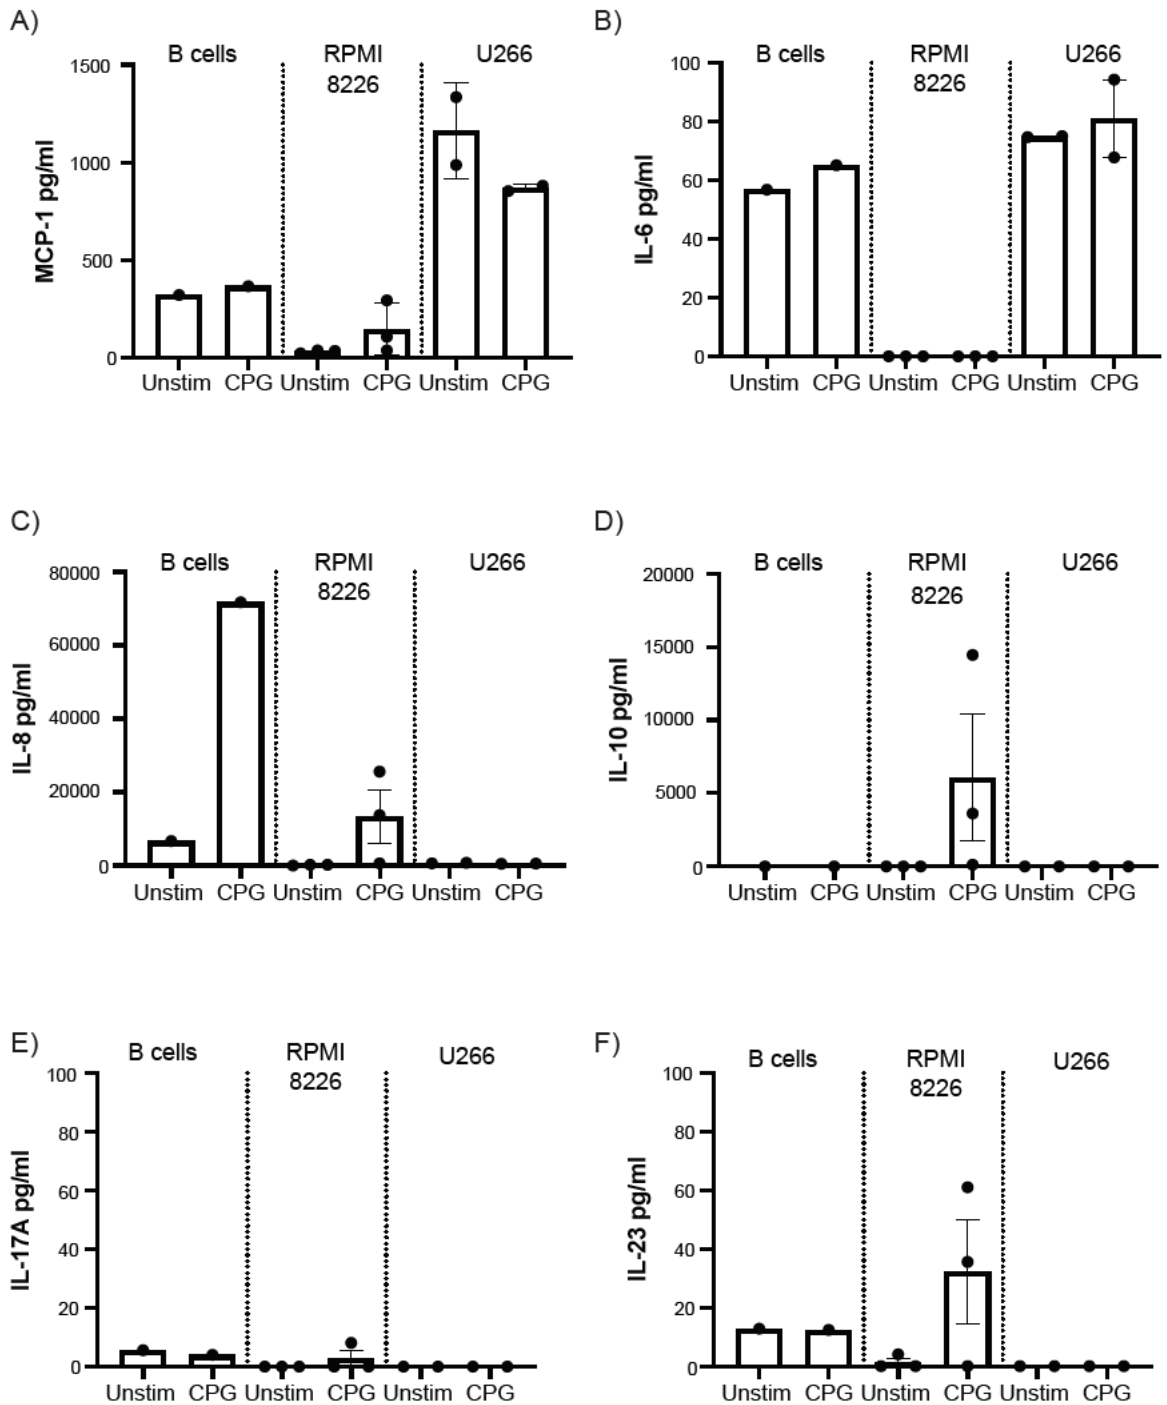 A)
B cells
RPMI
8226
U266
MCP-1 pg/ml
1500
1000
500
0
Unstim CPG Unstim CPG Unstim CPG
B)
B cells
RPMI
8226
U266
IL-6 pg/ml
100
80
60
40
20
0
Unstim CPG Unstim CPG Unstim CPG
C)
B cells
RPMI
8226
U266
IL-8 pg/ml
80000
60000
40000
20000
0
Unstim CPG Unstim CPG Unstim CPG
D)
B cells
RPMI
8226
U266
IL-10 pg/ml
20000
15000
10000
5000
0
Unstim CPG Unstim CPG Unstim CPG
E)
B cells
RPMI
8226
U266
IL-17A pg/ml
100
80
60
40
20
0
Unstim CPG Unstim CPG Unstim CPG
F)
B cells
RPMI
8226
U266
IL-23 pg/ml
100
80
60
40
20
0
Unstim CPG Unstim CPG Unstim CPG